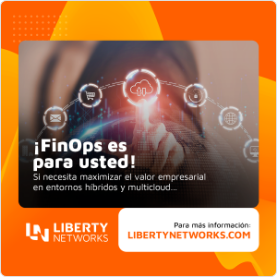 ¡FinOps es
para usted!
Si necesita maximizar el valor empresarial
en entornos híbridos y multicloud...
LIBERTY
NETWORKS
Para más información:
LIBERTYNETWORKS.COM